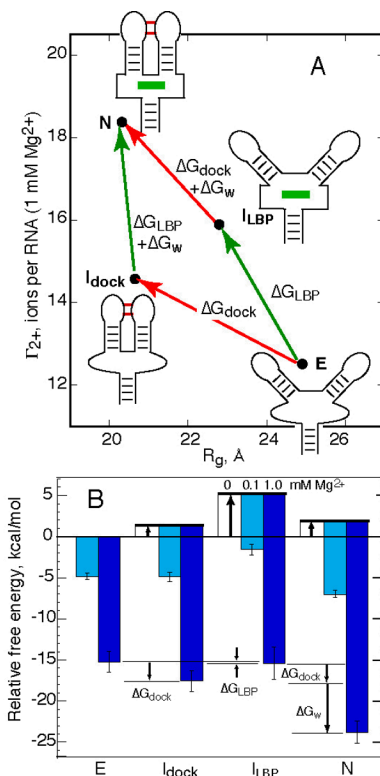 A
Γ2+, ions per RNA (1 mM Mg2+)
20
18
16
14
12
N
ΔGdock
+ΔGw
ILBP
ΔGLBP
+ΔGw
Idock
ΔGLBP
ΔGdock
E
20 22 24 26
Rg, Å
B
0 0.1 1.0 mM Mg2+
Relative free energy, kcal/mol
5
0
-5
-10
-15
-20
-25
ΔGdock
ΔGLBP
ΔGdock
ΔGw
E Idock ILBP N